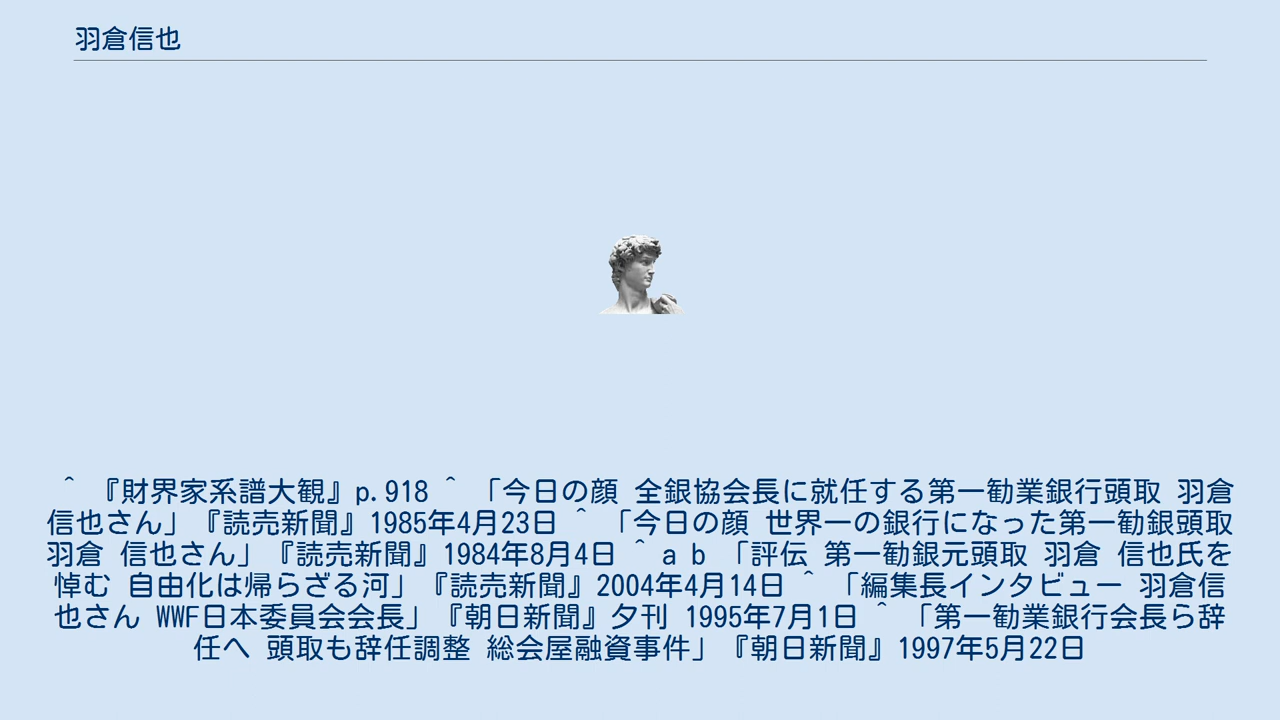 羽倉信也
＾ 『財界家系譜大観』p.918 ＾ 「今日の顔 全銀協会長に就任する第一勧業銀行頭取 羽倉
信也さん」『読売新聞』1985年4月23日 ＾ 「今日の顔 世界一の銀行になった第一勧銀頭取
羽倉 信也さん」『読売新聞』1984年8月4日 ＾ a b 「評伝 第一勧銀元頭取 羽倉 信也氏を
悼む 自由化は帰らざる河」『読売新聞』2004年4月14日 ＾ 「編集長インタビュー 羽倉信
也さん WWF日本委員会会長」『朝日新聞』夕刊 1995年7月1日 ＾ 「第一勧業銀行会長ら辞
任へ 頭取も辞任調整 総会屋融資事件」『朝日新聞』1997年5月22日